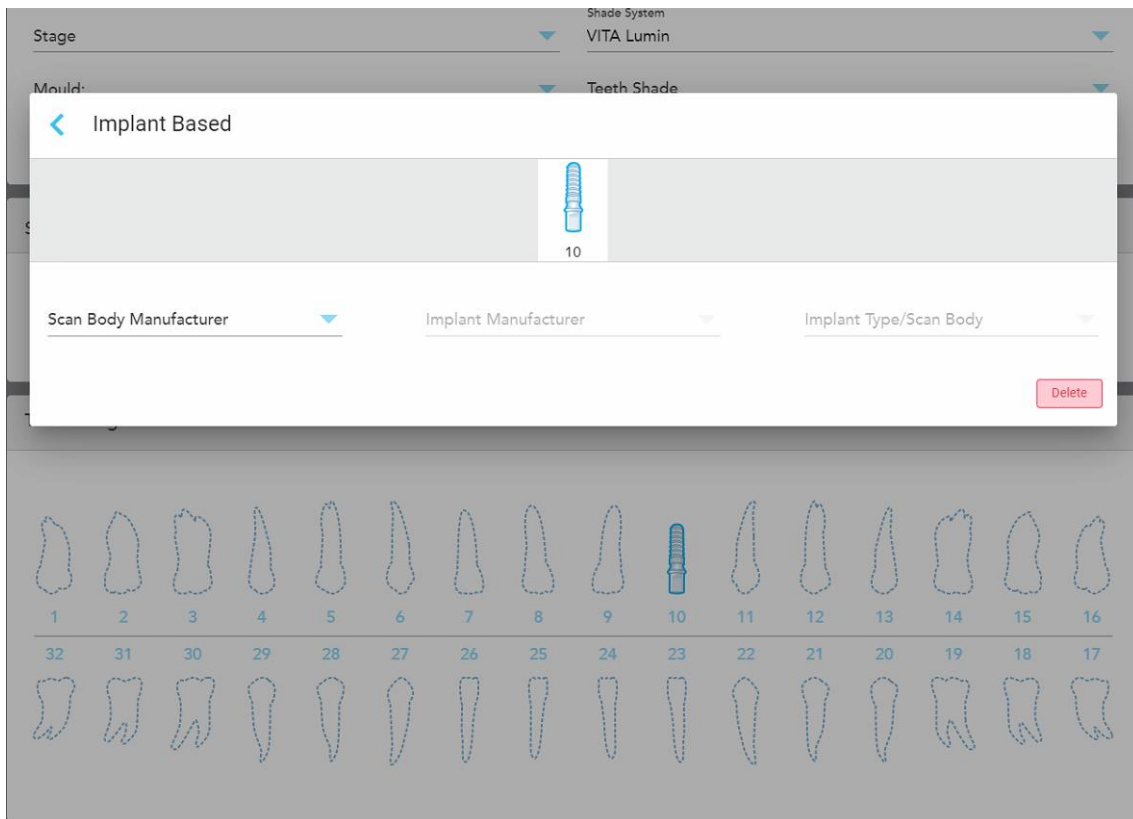 Shade System
Stage
VITA Lumin
Mould:
Teeth Shade
Implant Based
10
Scan Body Manufacturer
Implant Manufacturer
Implant Type/Scan Body
Delete
1 2 3 4 5 6 7 8 9 10 11 12 13 14 15 16
32 31 30 29 28 27 26 25 24 23 22 21 20 19 18 17